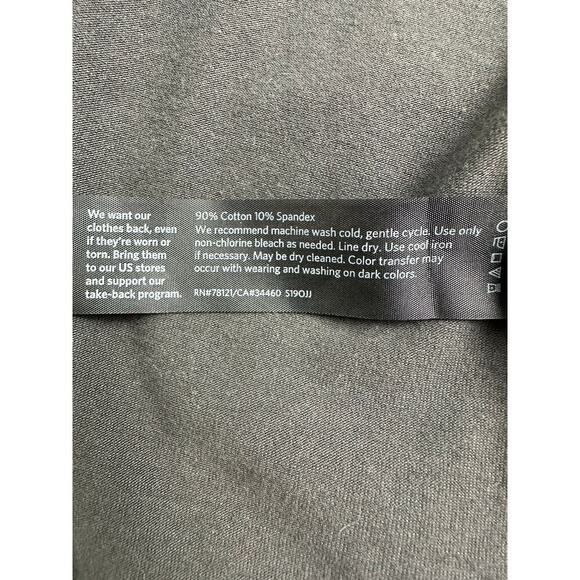 We want our
clothes back, even
if they're worn or
torn. Bring them
to our US stores
and support our
take-back program.
90% Cotton 10% Spandex
We recommend machine wash cold, gentle cycle. Use only
non-chlorine bleach as needed. Line dry. Use cool iron
if necessary. May be dry cleaned. Color transfer may
occur with wearing and washing on dark colors.
RN#78121/CA#34460 S19OJJ